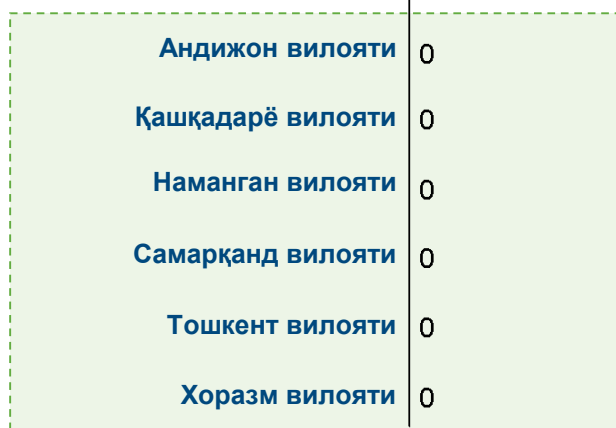 Андижон вилояти 0
Қашқадарё вилояти 0
Наманган вилояти 0
Самарқанд вилояти 0
Тошкент вилояти 0
Хоразм вилояти 0